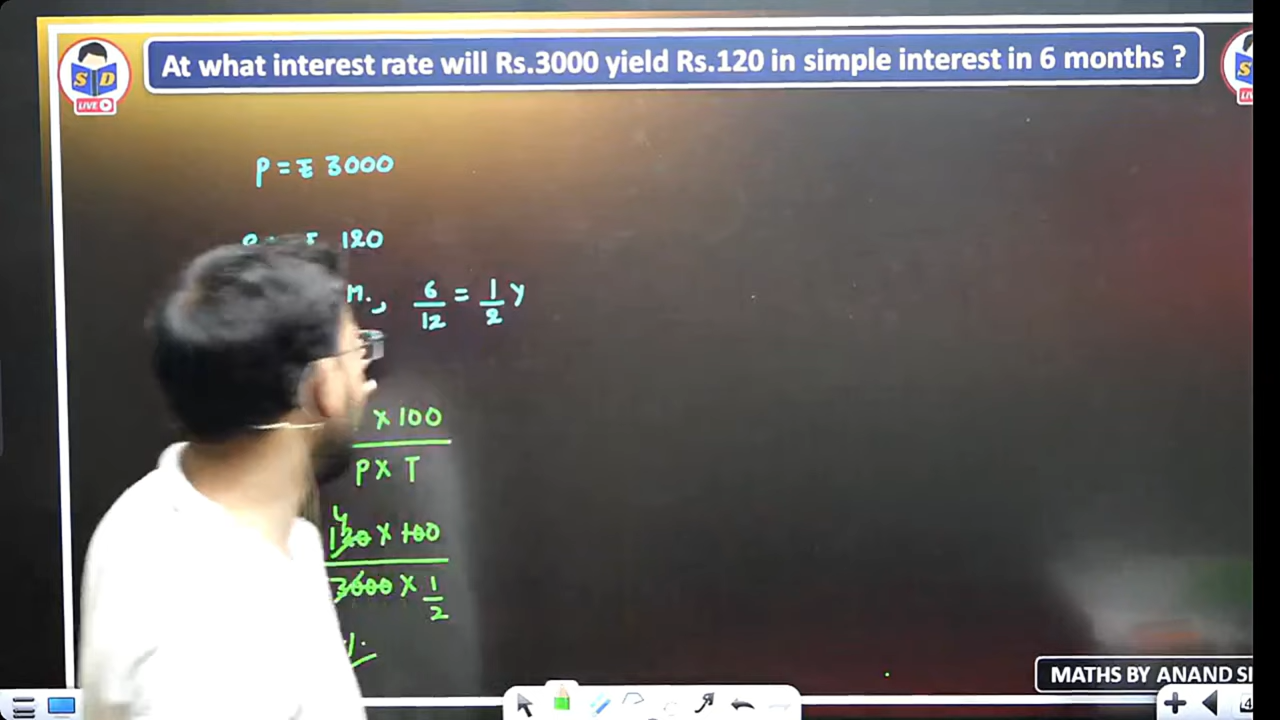 At what interest rate will Rs.3000 yield Rs.120 in simple interest in 6 months ?
S D
LIVE
P = ₹ 3000
120
M., 6/12 = 1/2 Y
× 100
P × T
4
120 × 100
3000 × 1/2
MATHS BY ANAND SI